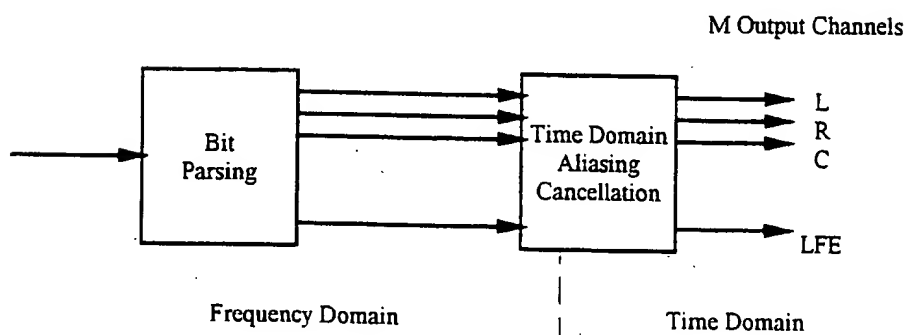 M Output Channels
Bit
Parsing
Time Domain
Aliasing
Cancellation
L
R
C
LFE
Frequency Domain
Time Domain